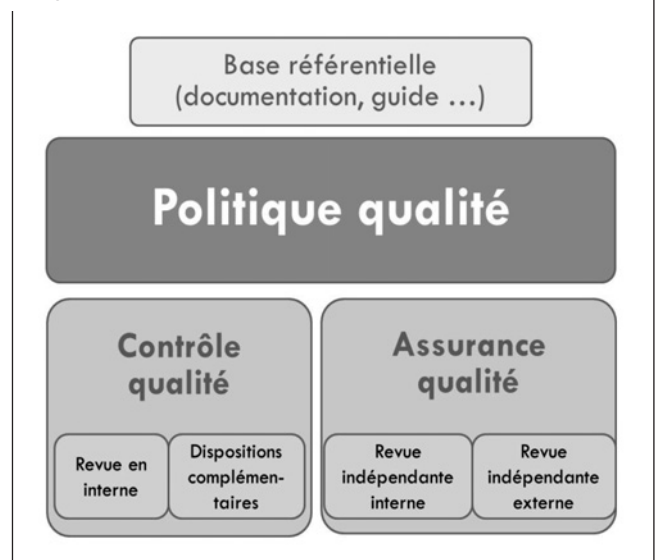 Base référentielle
(documentation, guide ...)
Politique qualité
Contrôle
qualité
Revue en
interne
Dispositions
complémen-
taires
Assurance
qualité
Revue
indépendante
interne
Revue
indépendante
externe